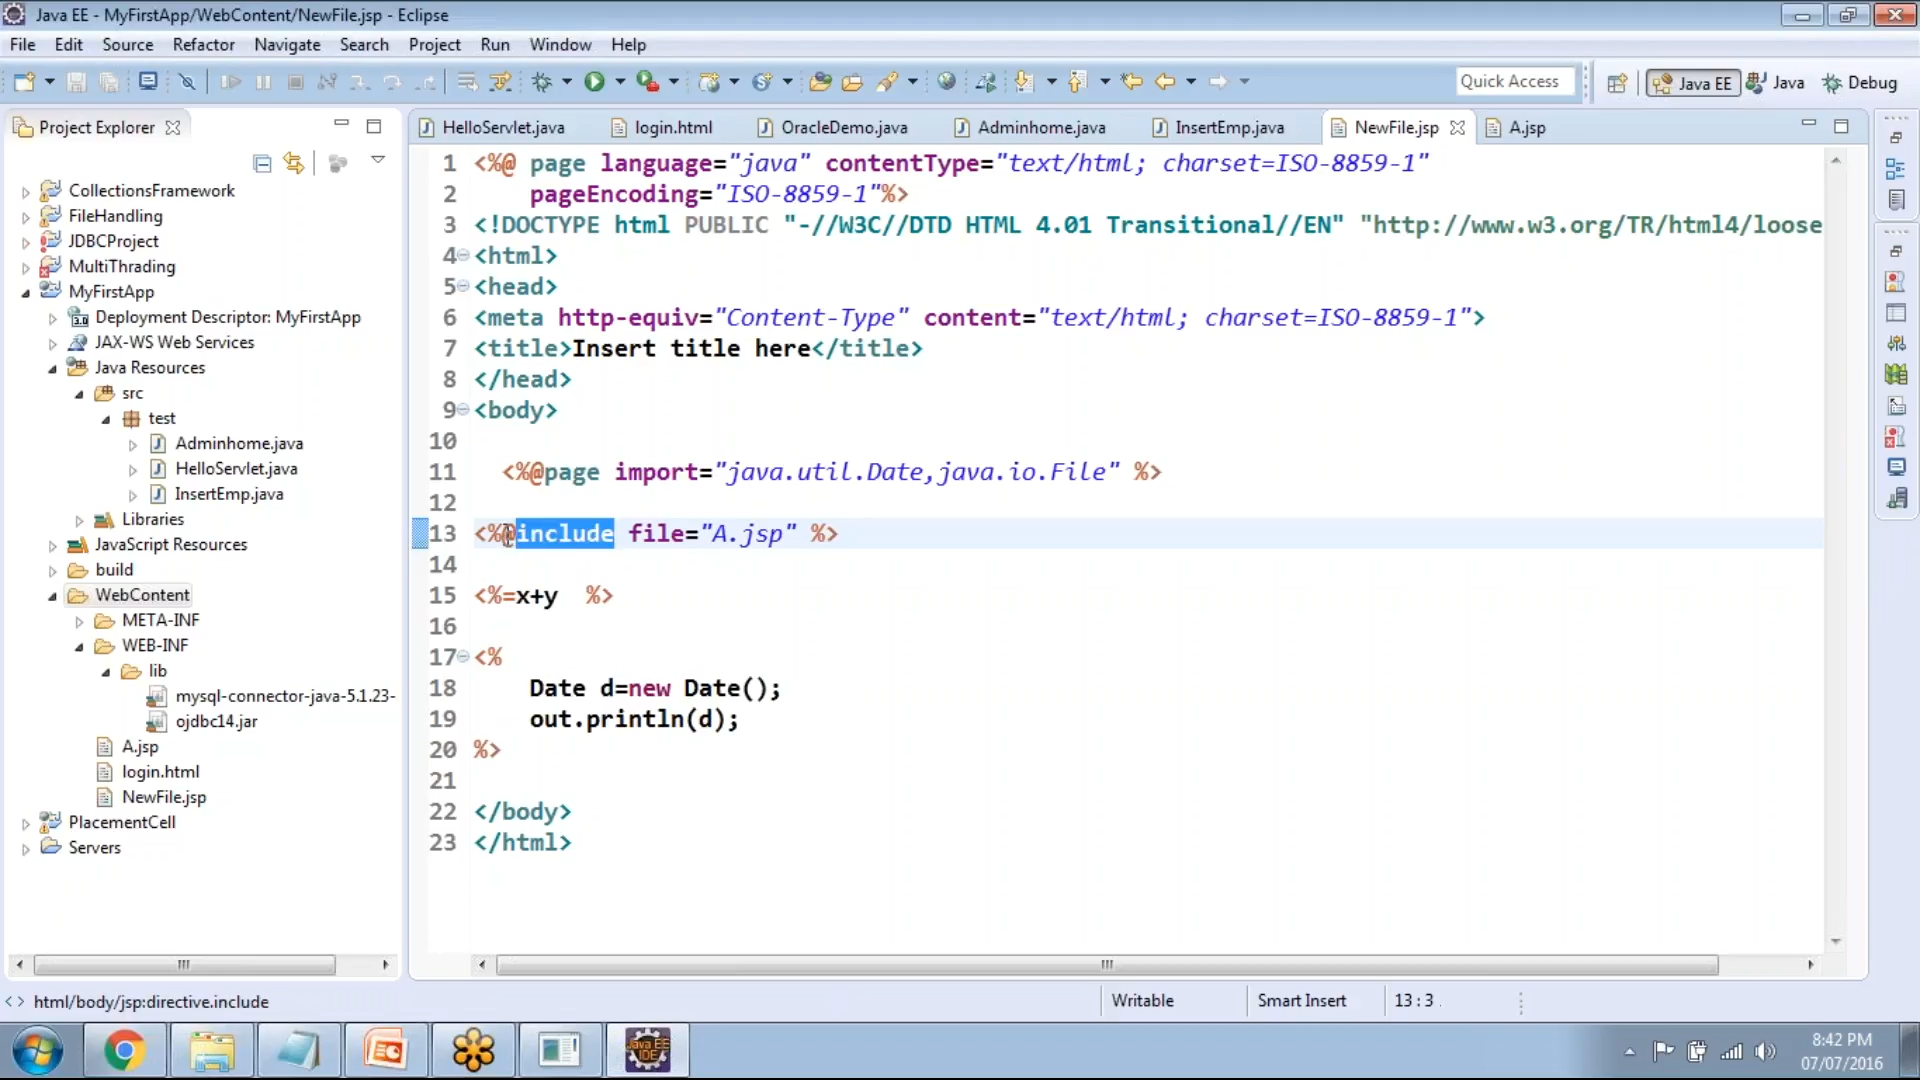 Java EE - MyFirstApp/WebContent/NewFile.jsp - Eclipse
File Edit Source Refactor Navigate Search Project Run Window Help
Quick Access Java EE Java Debug
Project Explorer
HelloServlet.java login.html OracleDemo.java Adminhome.java InsertEmp.java NewFile.jsp A.jsp
CollectionsFramework
FileHandling
JDBCProject
MultiThrading
MyFirstApp
Deployment Descriptor: MyFirstApp
JAX-WS Web Services
Java Resources
src
test
Adminhome.java
HelloServlet.java
InsertEmp.java
Libraries
JavaScript Resources
build
WebContent
META-INF
WEB-INF
lib
mysql-connector-java-5.1.23-
ojdbc14.jar
A.jsp
login.html
NewFile.jsp
PlacementCell
Servers
1 <%@ page language="java" contentType="text/html; charset=ISO-8859-1"
2 pageEncoding="ISO-8859-1"%>
3 <!DOCTYPE html PUBLIC "-//W3C//DTD HTML 4.01 Transitional//EN" "http://www.w3.org/TR/html4/loose
4 <html>
5 <head>
6 <meta http-equiv="Content-Type" content="text/html; charset=ISO-8859-1">
7 <title>Insert title here</title>
8 </head>
9 <body>
10
11 <%@page import="java.util.Date,java.io.File" %>
12
13 <%@include file="A.jsp" %>
14
15 <%=x+y %>
16
17 <%
18 Date d=new Date();
19 out.println(d);
20 %>
21
22 </body>
23 </html>
html/body/jsp:directive.include Writable Smart Insert 13 : 3
Java EE
IDE
8:42 PM
07/07/2016